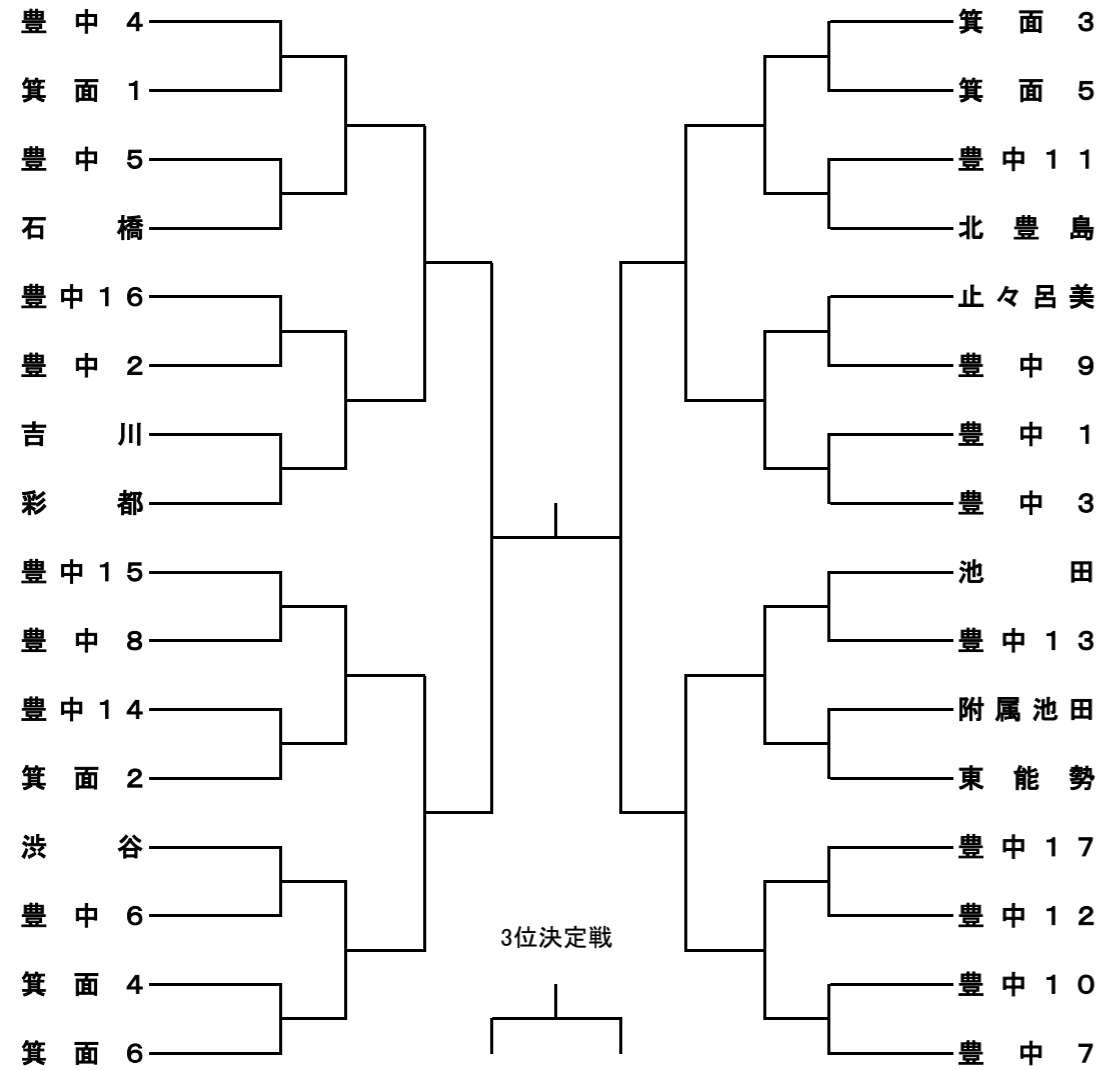 豊中４
箕面１
豊中５
石橋
豊中１６
豊中２
吉川
彩都
豊中１５
豊中８
豊中１４
箕面２
渋谷
豊中６
箕面４
箕面６
3位決定戦
箕面３
箕面５
豊中１１
北豊島
止々呂美
豊中９
豊中１
豊中３
池田
豊中１３
附属池田
東能勢
豊中１７
豊中１２
豊中１０
豊中７